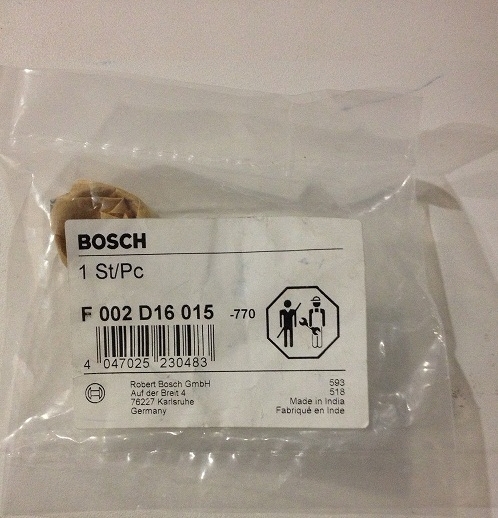 BOSCH
1 St/Pc
F 002 D16 015 -770
4 047025 230483
Robert Bosch GmbH
Auf der Breit 4
76227 Karlsruhe
Germany
593
518
Made in India
Fabriqué en Inde